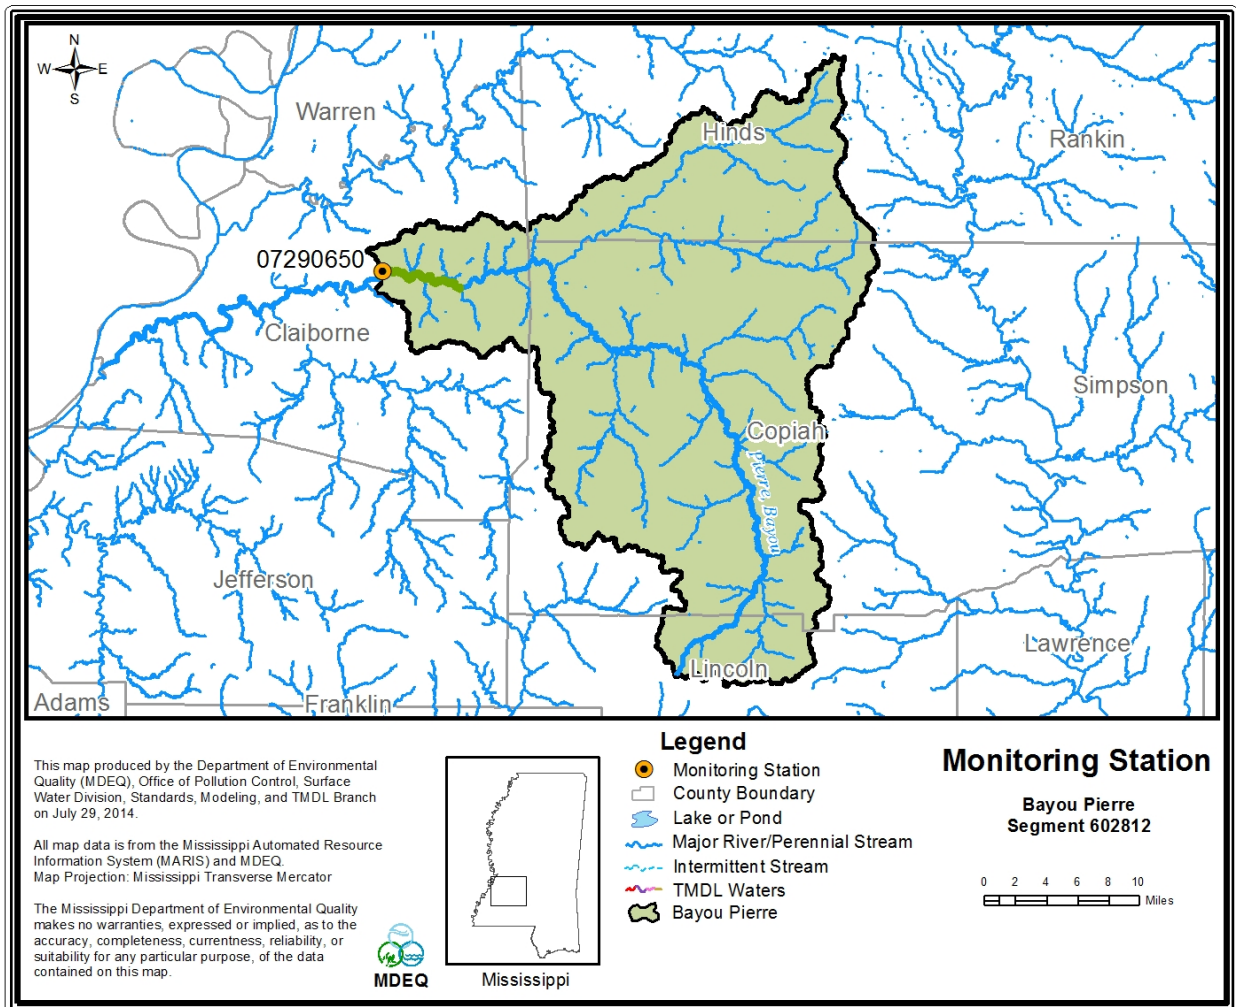 N
W E
S
Warren
Hinds
Rankin
07290650
Claiborne
Simpson
Copiah
Pierre, Bayou
Jefferson
Lawrence
Lincoln
Adams
Franklin
This map produced by the Department of Environmental
Quality (MDEQ), Office of Pollution Control, Surface
Water Division, Standards, Modeling, and TMDL Branch
on July 29, 2014.
All map data is from the Mississippi Automated Resource
Information System (MARIS) and MDEQ.
Map Projection: Mississippi Transverse Mercator
The Mississippi Department of Environmental Quality
makes no warranties, expressed or implied, as to the
accuracy, completeness, currentness, reliability, or
suitability for any particular purpose, of the data
contained on this map.
MDEQ
Mississippi
Legend
Monitoring Station
County Boundary
Lake or Pond
Major River/Perennial Stream
Intermittent Stream
TMDL Waters
Bayou Pierre
Monitoring Station
Bayou Pierre
Segment 602812
0 2 4 6 8 10
Miles